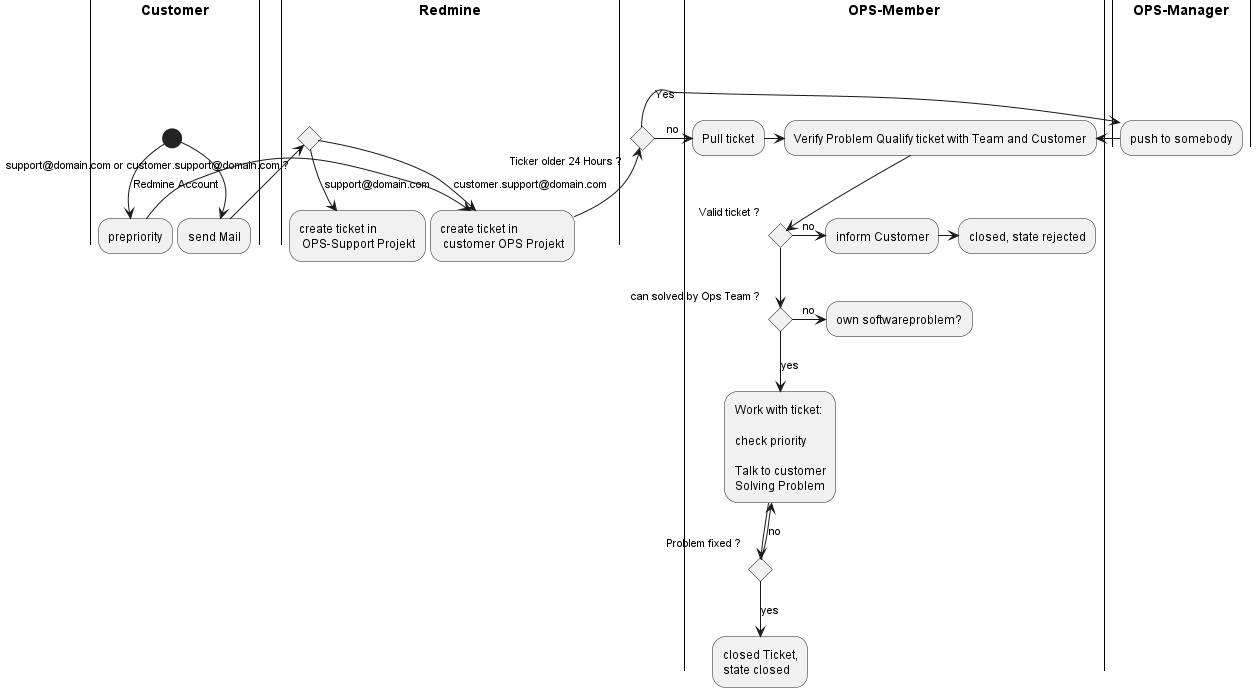 Customer
Redmine
OPS-Member
OPS-Manager
Yes
no
Pull ticket
Verify Problem Qualify ticket with Team and Customer
push to somebody
support@domain.com or customer.support@domain.com ?
Ticker older 24 Hours ?
Redmine Account
support@domain.com
customer.support@domain.com
prepriority
send Mail
create ticket in
OPS-Support Projekt
create ticket in
customer OPS Projekt
Valid ticket ?
no
inform Customer
closed, state rejected
can solved by Ops Team ?
no
own softwareproblem?
yes
Work with ticket:
check priority
Talk to customer
Solving Problem
no
Problem fixed ?
yes
closed Ticket,
state closed